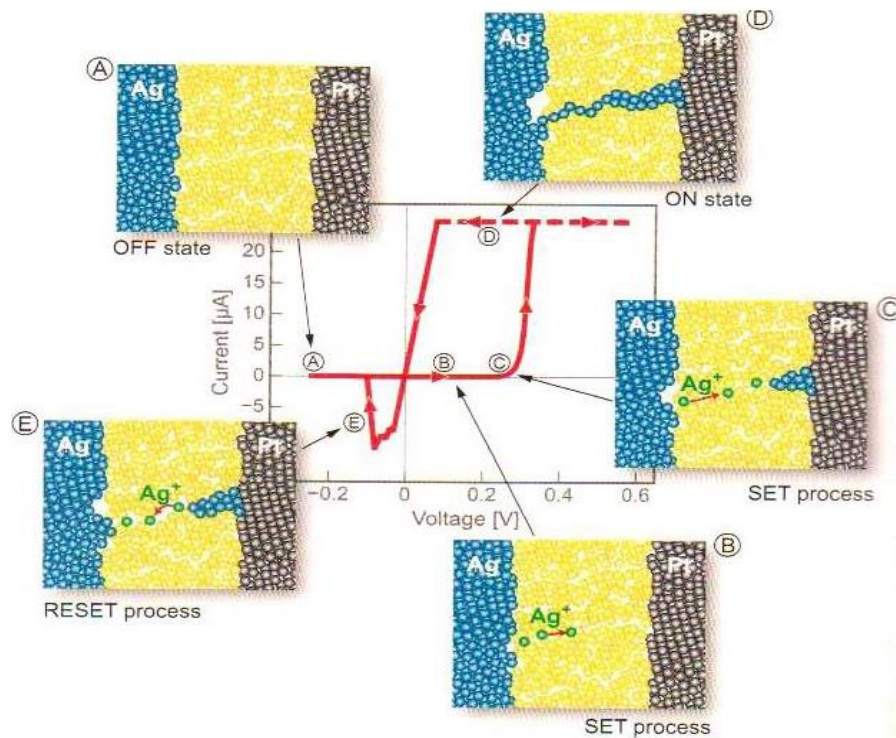 Ⓐ
Ag
Pt
OFF state
Ag
Pt
Ⓓ
ON state
20
15
10
5
0
−5
Current [µA]
Ⓐ
Ⓑ
Ⓒ
Ⓓ
Ⓔ
−0.2
0
0.2
0.4
0.6
Voltage [V]
Ag
Pt
Ⓒ
Ag⁺
SET process
Ⓔ
Ag
Pt
Ag⁺
RESET process
Ag
Pt
Ⓑ
Ag⁺
SET process